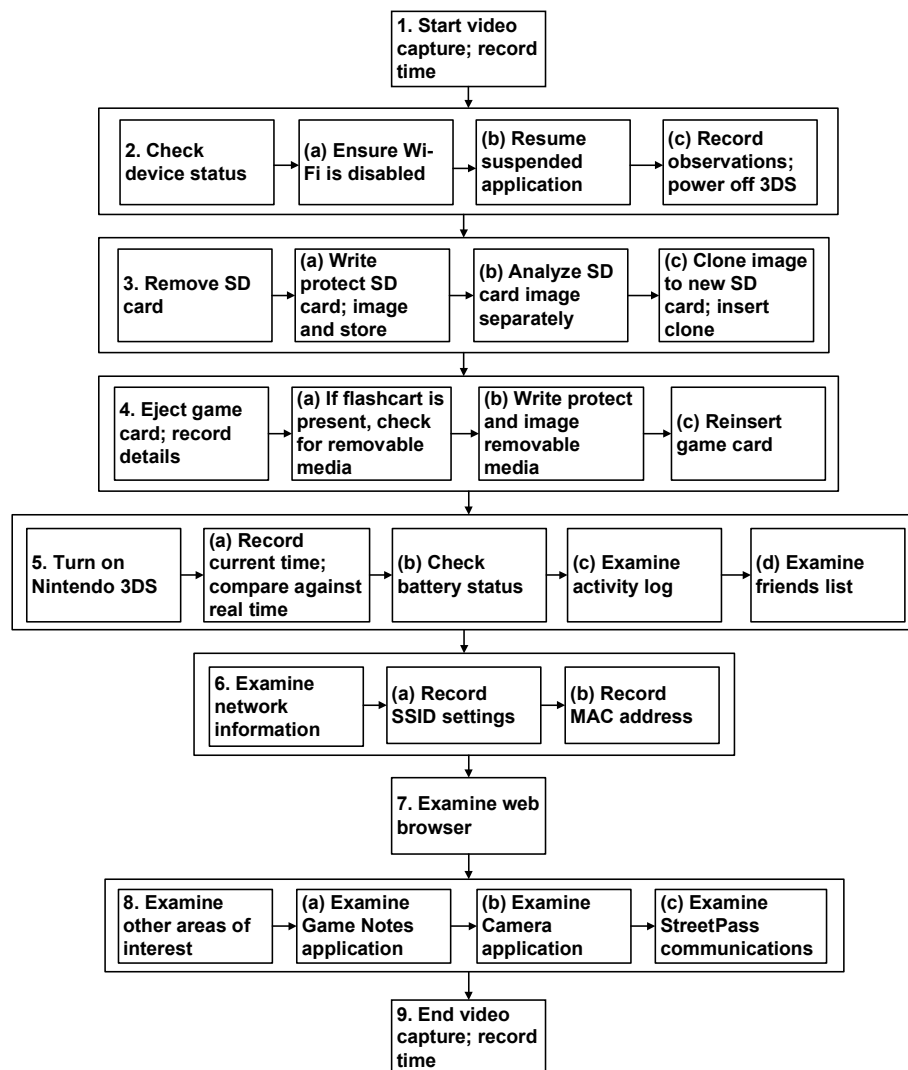 1. Start video
capture; record
time
2. Check
device status
(a) Ensure Wi-
Fi is disabled
(b) Resume
suspended
application
(c) Record
observations;
power off 3DS
3. Remove SD
card
(a) Write
protect SD
card; image
and store
(b) Analyze SD
card image
separately
(c) Clone image
to new SD
card; insert
clone
4. Eject game
card; record
details
(a) If flashcart is
present, check
for removable
media
(b) Write protect
and image
removable
media
(c) Reinsert
game card
5. Turn on
Nintendo 3DS
(a) Record
current time;
compare against
real time
(b) Check
battery status
(c) Examine
activity log
(d) Examine
friends list
6. Examine
network
information
(a) Record
SSID settings
(b) Record
MAC address
7. Examine web
browser
8. Examine
other areas of
interest
(a) Examine
Game Notes
application
(b) Examine
Camera
application
(c) Examine
StreetPass
communications
9. End video
capture; record
time